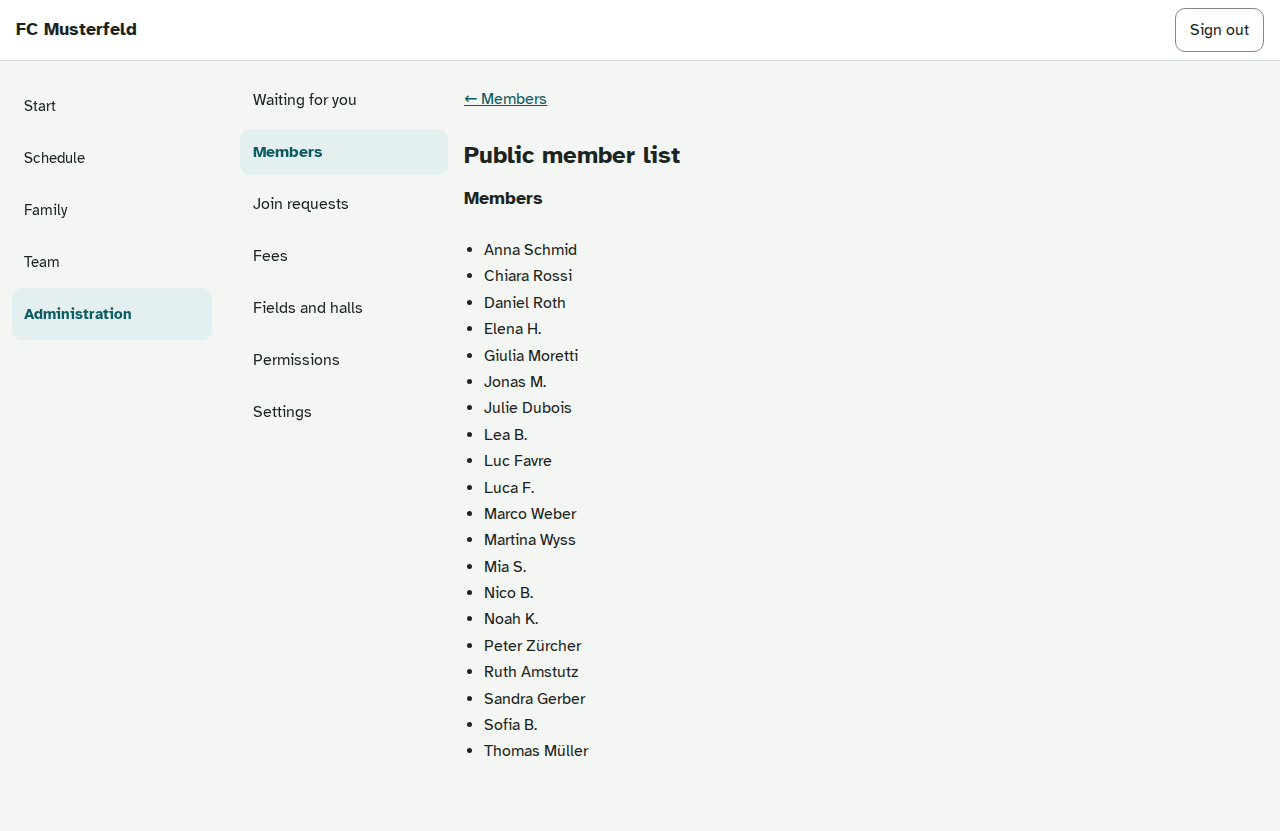 FC Musterfeld
Sign out
Start
Schedule
Family
Team
Administration
Waiting for you
Members
Join requests
Fees
Fields and halls
Permissions
Settings
← Members
Public member list
Members
• Anna Schmid
• Chiara Rossi
• Daniel Roth
• Elena H.
• Giulia Moretti
• Jonas M.
• Julie Dubois
• Lea B.
• Luc Favre
• Luca F.
• Marco Weber
• Martina Wyss
• Mia S.
• Nico B.
• Noah K.
• Peter Zürcher
• Ruth Amstutz
• Sandra Gerber
• Sofia B.
• Thomas Müller